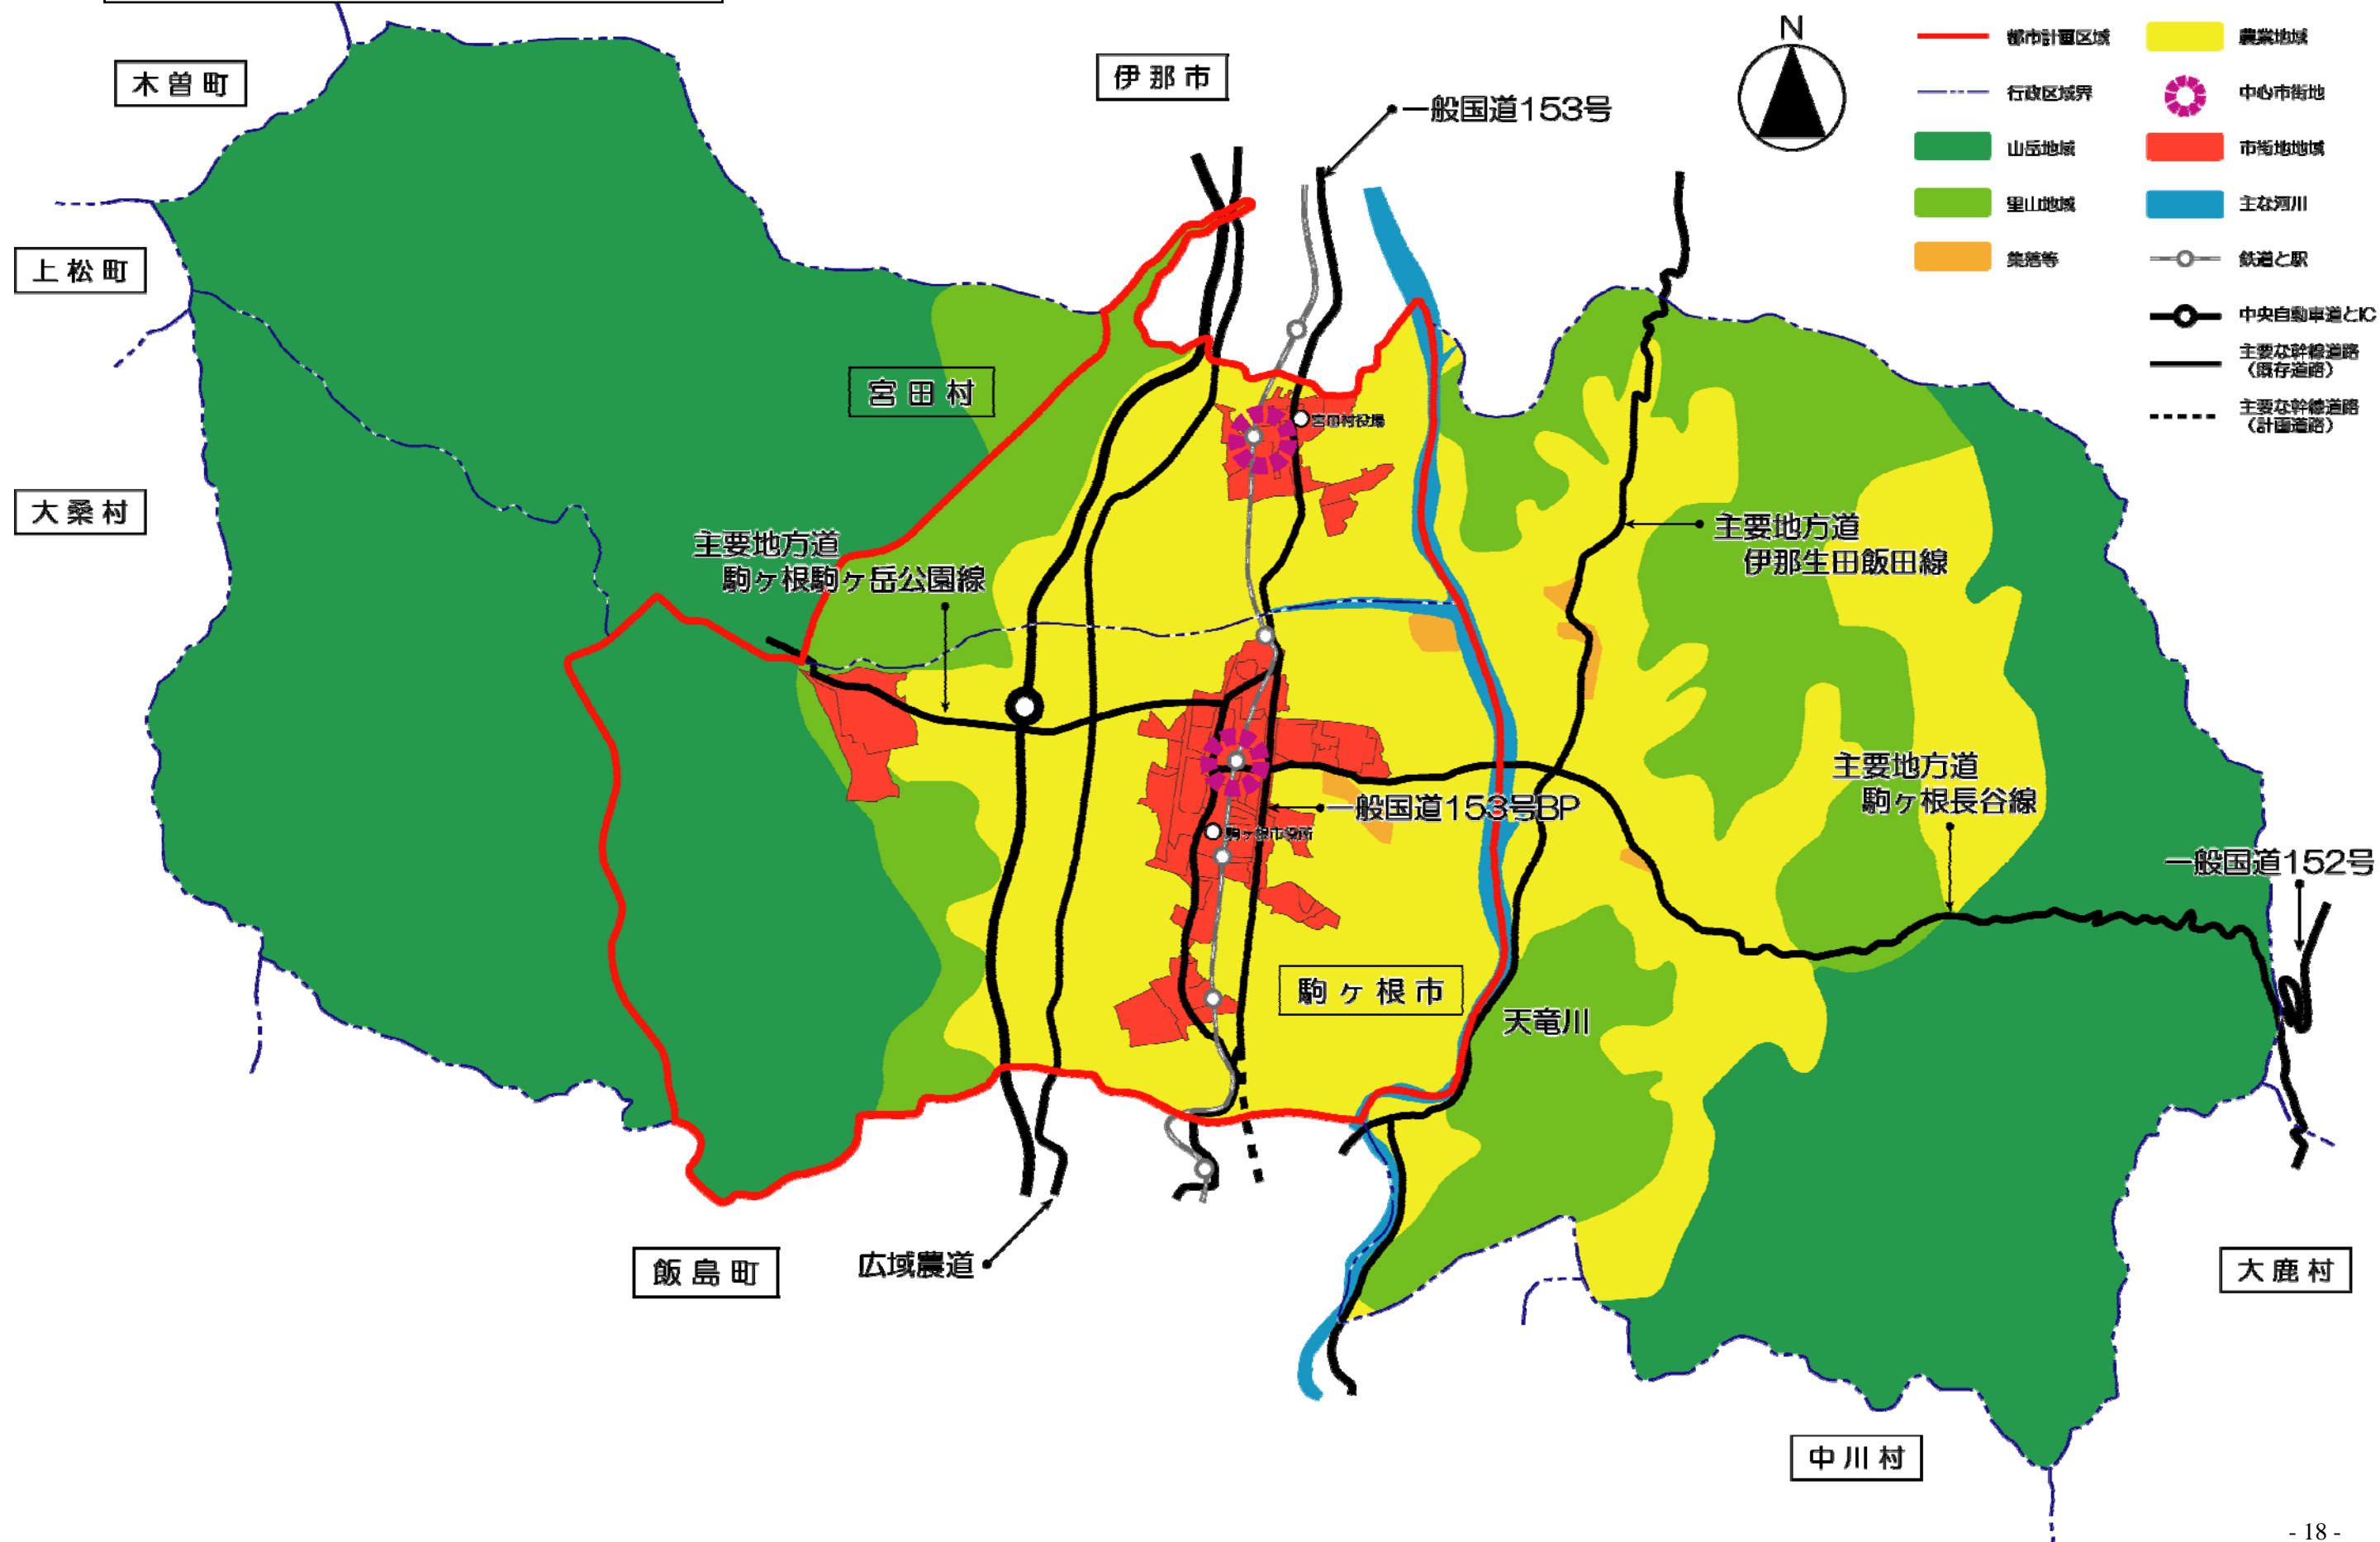 木曽町
伊那市
一般国道153号
N
都市計画区域
農業地域
行政区域界
中心市街地
山岳地域
市街地地域
里山地域
主な河川
集落等
鉄道と駅
中央自動車道とIC
主要な幹線道路
（既存道路）
主要な幹線道路
（計画道路）
上松町
宮田村
宮田村役場
大桑村
主要地方道
駒ヶ根駒ヶ岳公園線
主要地方道
伊那生田飯田線
主要地方道
駒ヶ根長谷線
一般国道153号BP
駒ヶ根市役所
一般国道152号
駒ヶ根市
天竜川
飯島町
広域農道
大鹿村
中川村
- 18 -